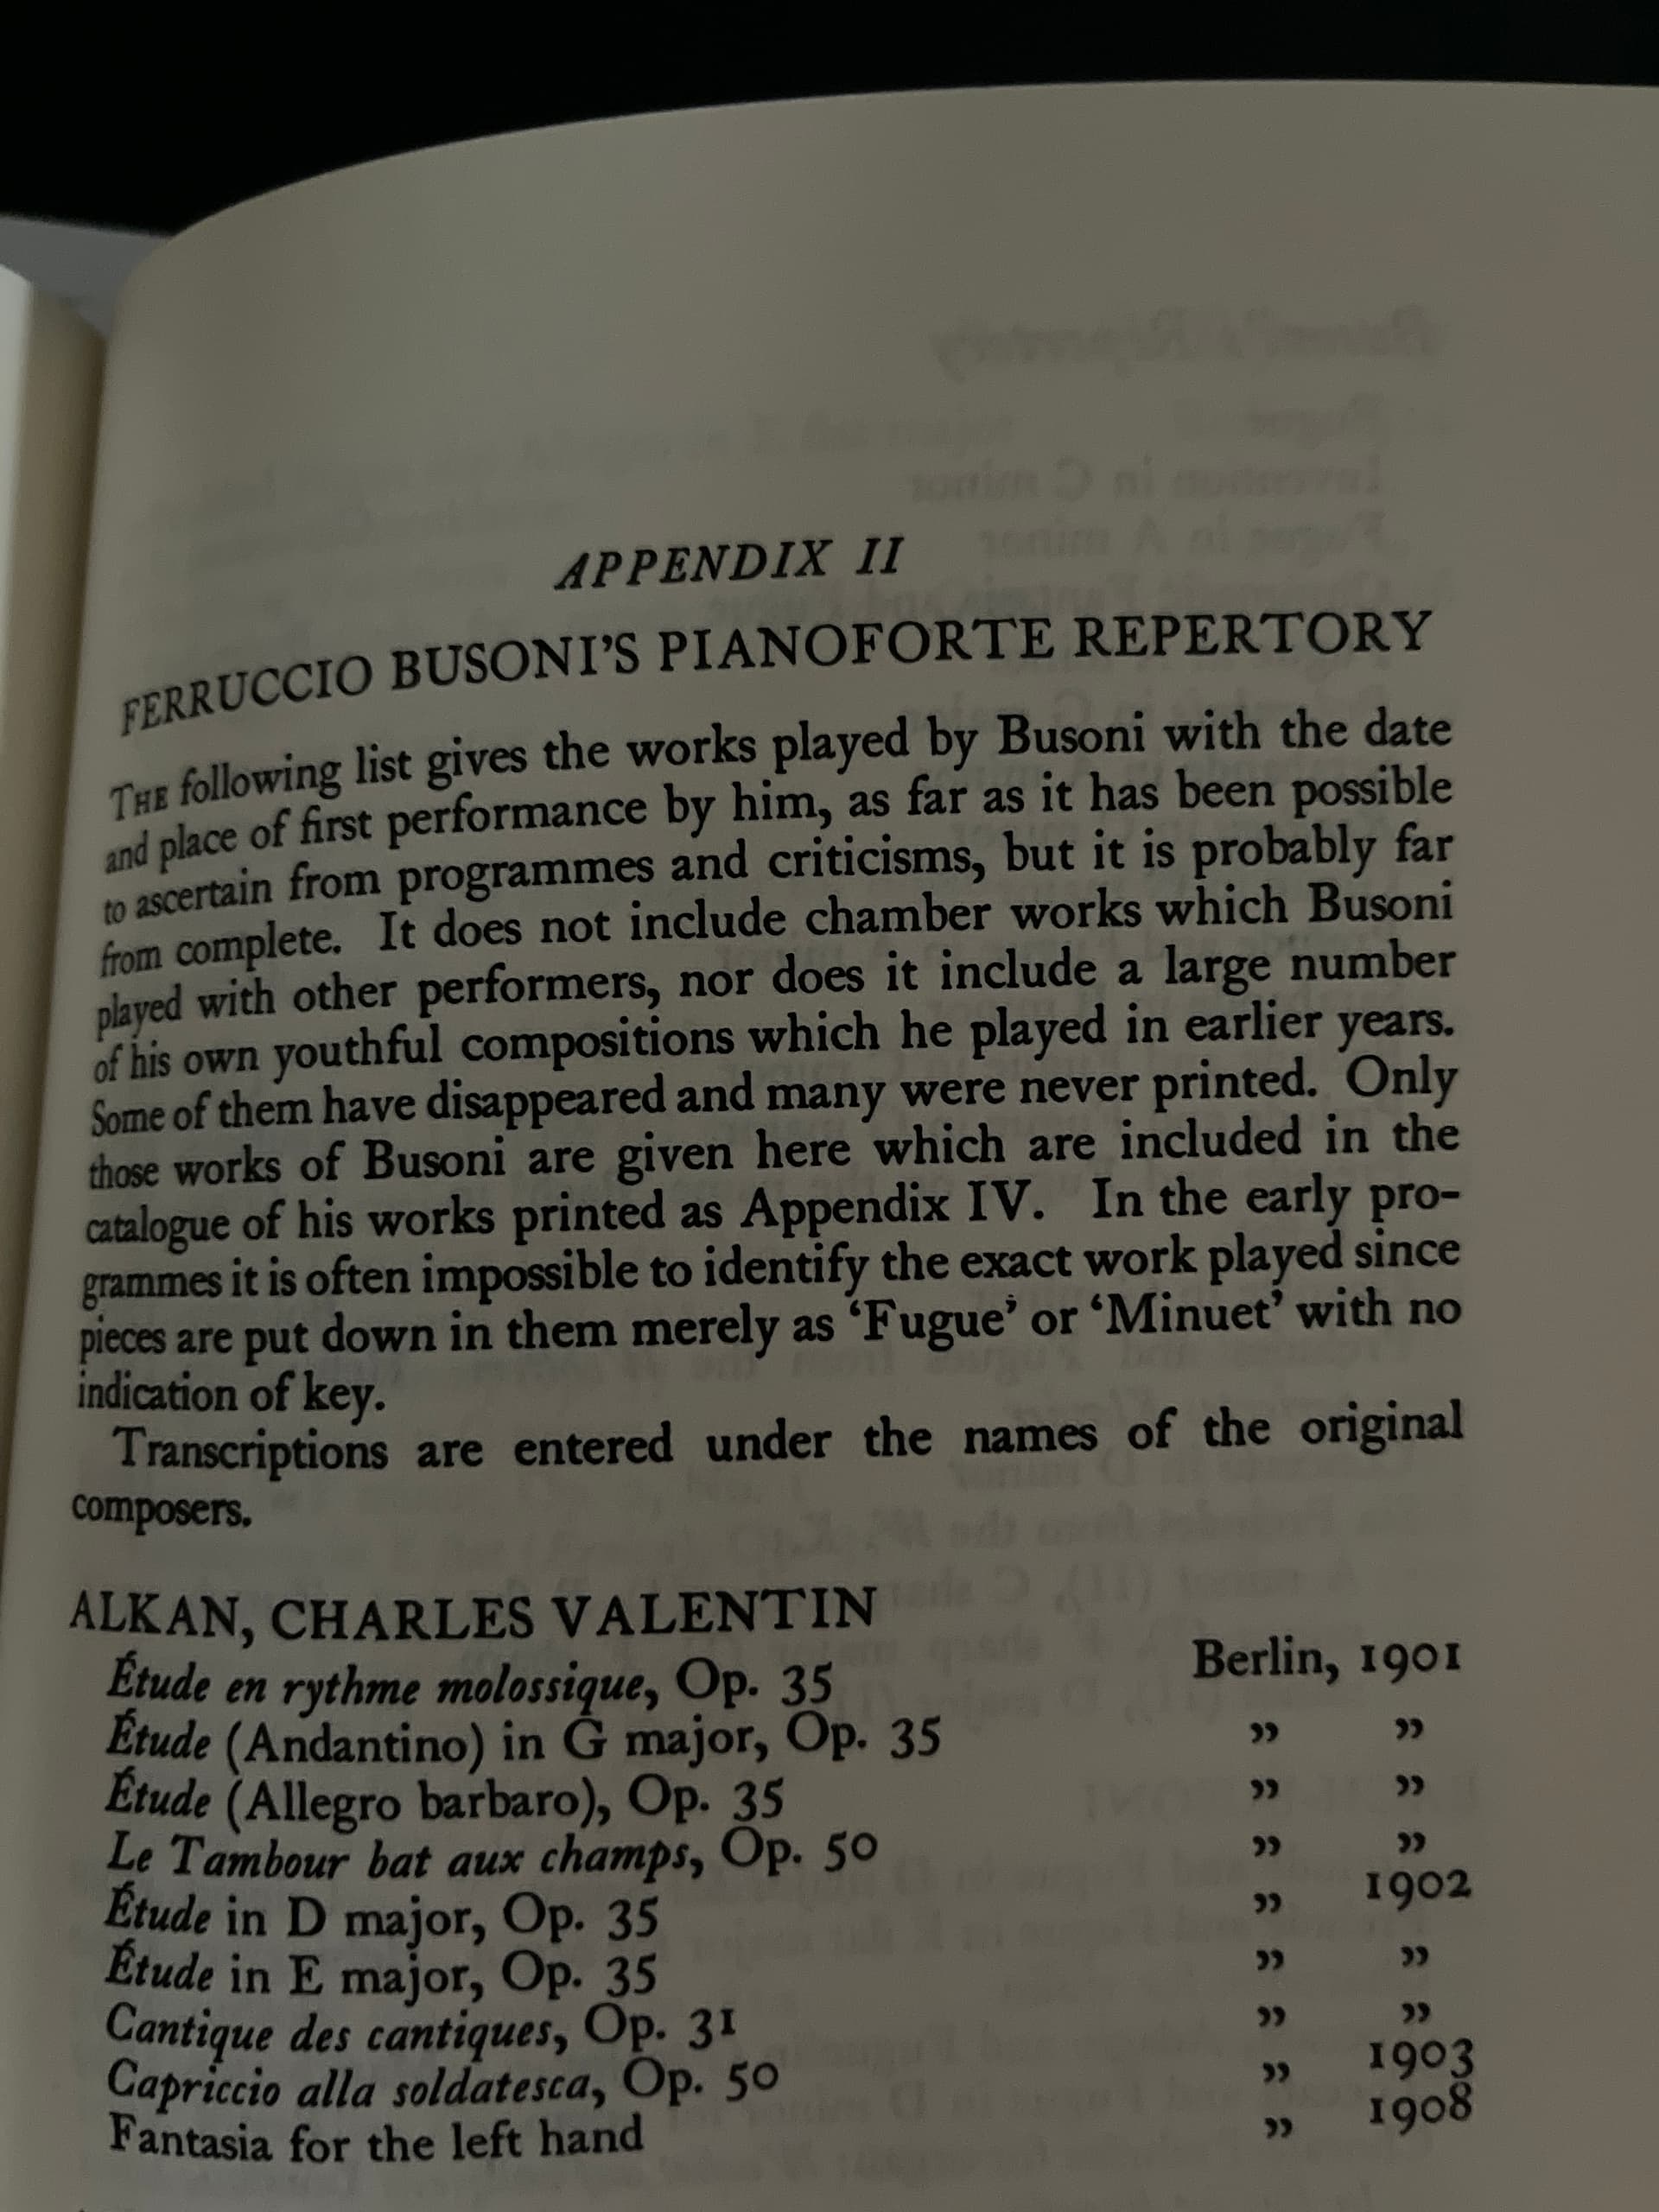 APPENDIX II
FERRUCCIO BUSONI'S PIANOFORTE REPERTORY
THE following list gives the works played by Busoni with the date
and place of first performance by him, as far as it has been possible
to ascertain from programmes and criticisms, but it is probably far
from complete. It does not include chamber works which Busoni
played with other performers, nor does it include a large number
of his own youthful compositions which he played in earlier years.
Some of them have disappeared and many were never printed. Only
those works of Busoni are given here which are included in the
catalogue of his works printed as Appendix IV. In the early pro-
grammes it is often impossible to identify the exact work played since
pieces are put down in them merely as ‘Fugue’ or ‘Minuet’ with no
indication of key.
Transcriptions are entered under the names of the original
composers.
ALKAN, CHARLES VALENTIN
Étude en rythme molossique, Op. 35 Berlin, 1901
Étude (Andantino) in G major, Op. 35 ” ”
Étude (Allegro barbaro), Op. 35 ” ”
Le Tambour bat aux champs, Op. 50 ” ”
Étude in D major, Op. 35 ” 1902
Étude in E major, Op. 35 ” ”
Cantique des cantiques, Op. 31 ” ”
Capriccio alla soldatesca, Op. 50 ” 1903
Fantasia for the left hand ” 1908